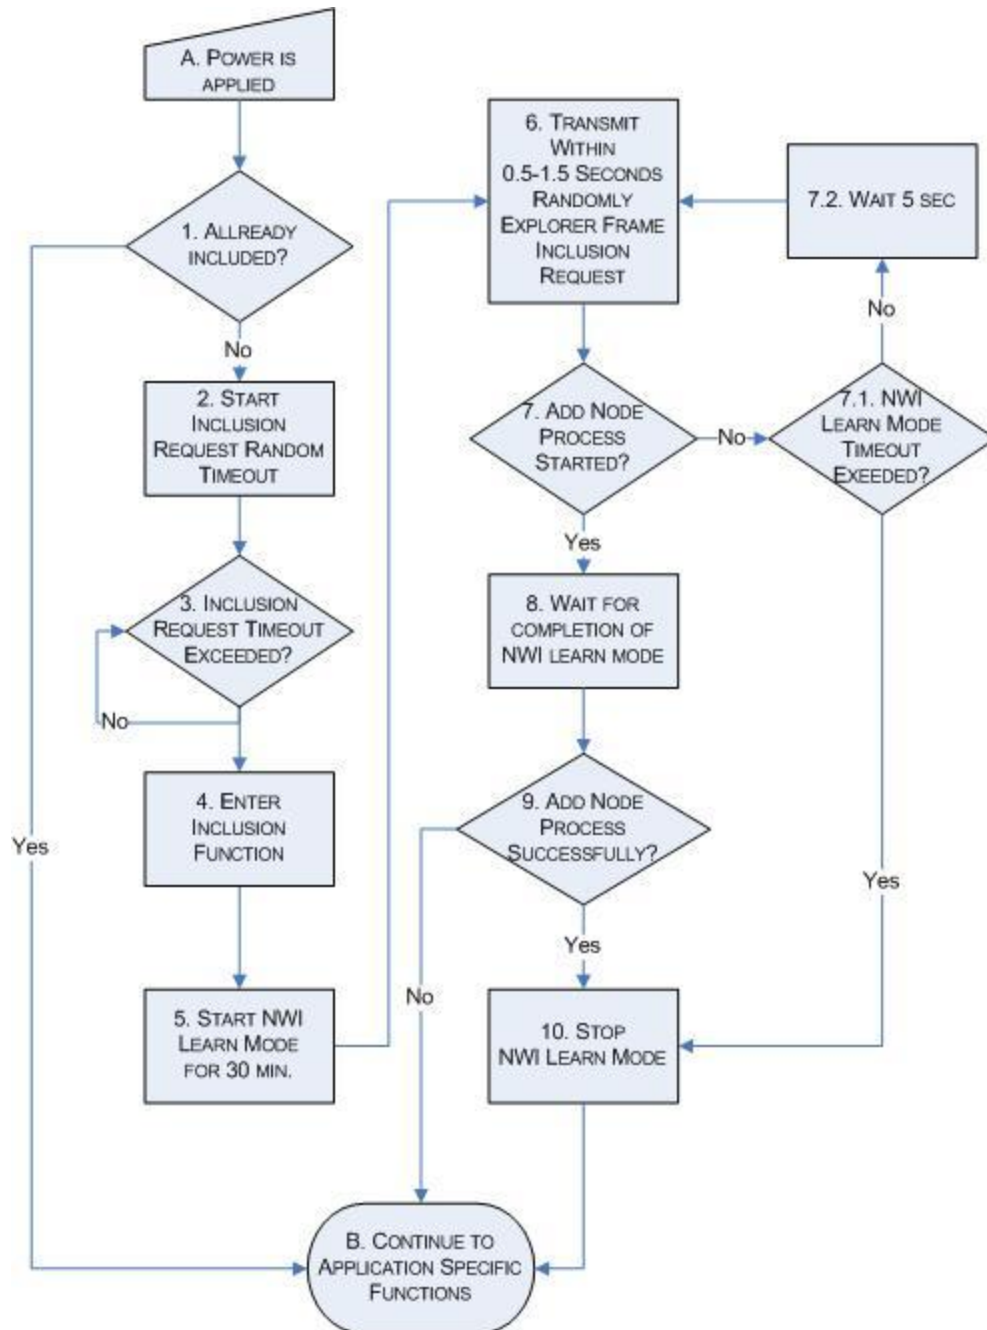 A. POWER IS
APPLIED
1. ALLREADY
INCLUDED?
No
2. START
INCLUSION
REQUEST RANDOM
TIMEOUT
3. INCLUSION
REQUEST TIMEOUT
EXCEEDED?
No
4. ENTER
INCLUSION
FUNCTION
Yes
5. START NWI
LEARN MODE
FOR 30 MIN.
6. TRANSMIT
WITHIN
0.5-1.5 SECONDS
RANDOMLY
EXPLORER FRAME
INCLUSION
REQUEST
7. ADD NODE
PROCESS
STARTED?
No
7.1. NWI
LEARN MODE
TIMEOUT
EXEEDED?
No
7.2. WAIT 5 SEC
Yes
Yes
8. WAIT FOR
COMPLETION OF
NWI LEARN MODE
9. ADD NODE
PROCESS
SUCCESSFULLY?
No
Yes
10. STOP
NWI LEARN MODE
B. CONTINUE TO
APPLICATION SPECIFIC
FUNCTIONS